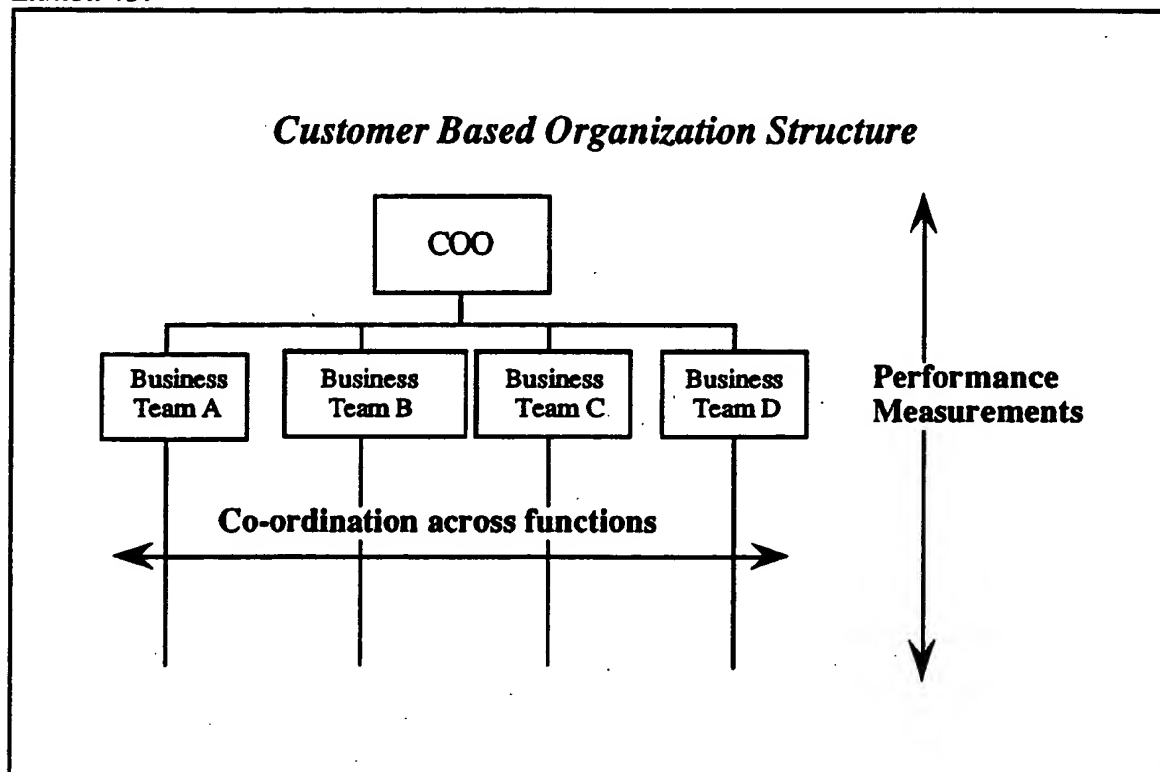 Customer Based Organization Structure
COO
Business
Team A
Business
Team B
Business
Team C
Business
Team D
Performance
Measurements
Co-ordination across functions